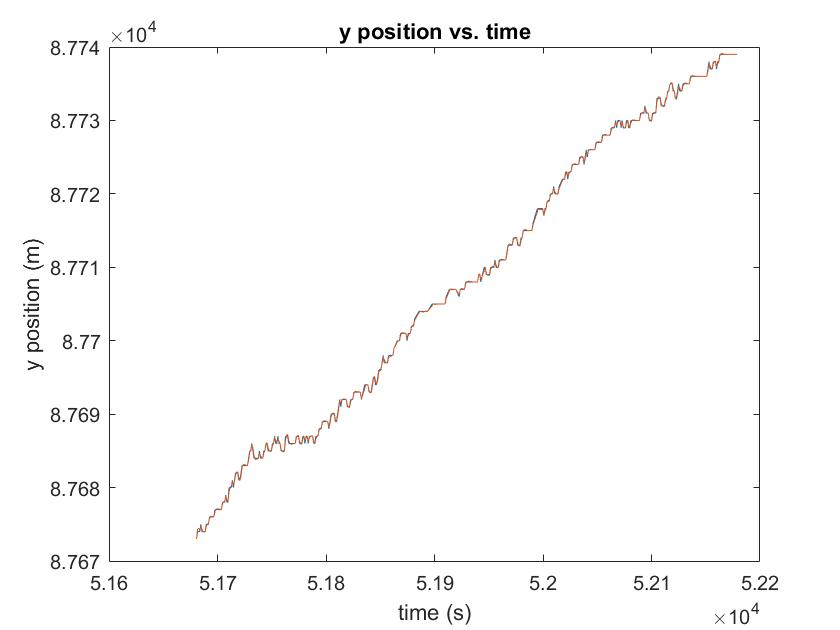 y position vs. time
×10⁴
8.774
8.773
8.772
8.771
8.77
8.769
8.768
8.767
y position (m)
5.16 5.17 5.18 5.19 5.2 5.21 5.22
time (s)
×10⁴